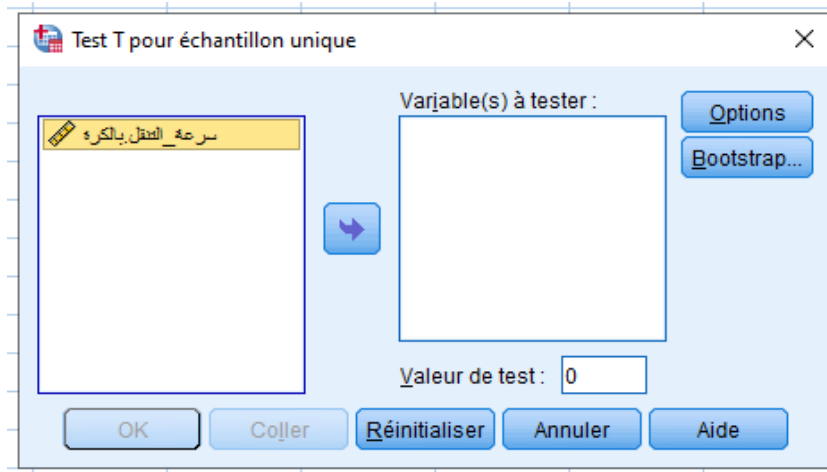 Test T pour échantillon unique
Variable(s) à tester :
سرعة_التنقل.بالكرة
Options
Bootstrap...
Valeur de test : 0
OK
Coller
Réinitialiser
Annuler
Aide